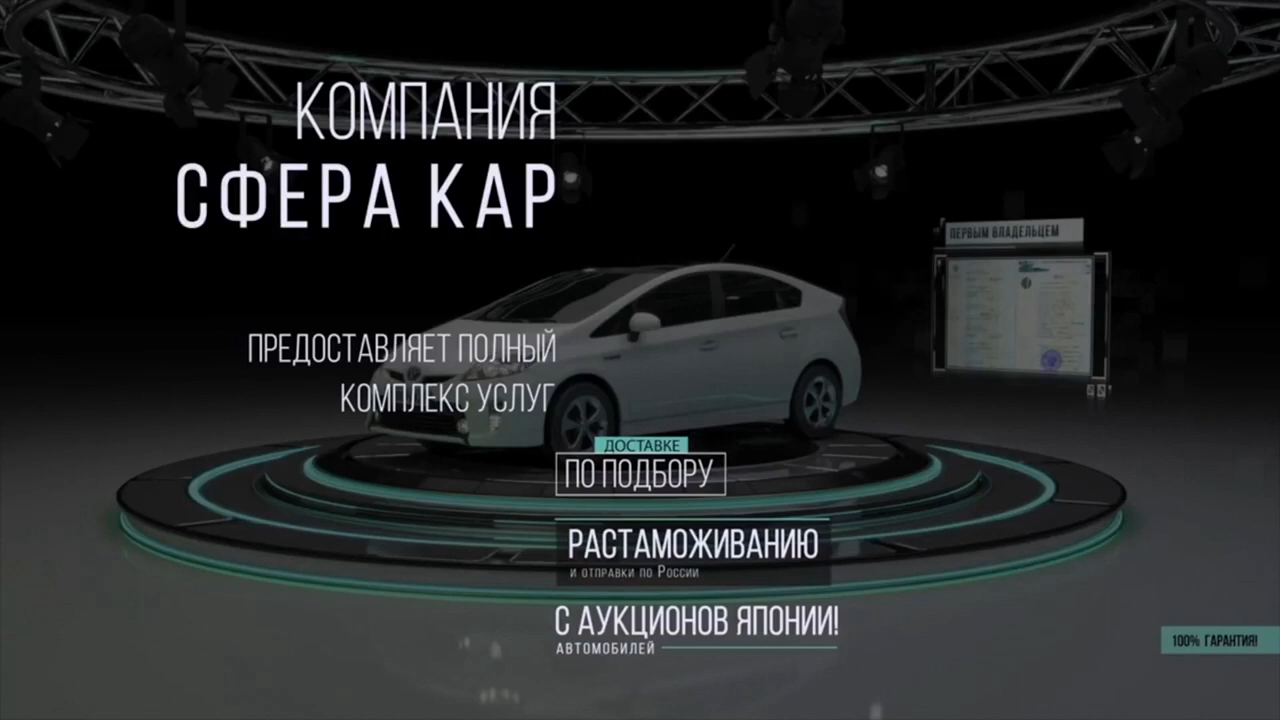 КОМПАНИЯ
СФЕРА КАР
ПЕРВЫМ ВЛАДЕЛЬЦЕМ
ПРЕДОСТАВЛЯЕТ ПОЛНЫЙ
КОМПЛЕКС УСЛУГ
ДОСТАВКЕ
ПО ПОДБОРУ
РАСТАМОЖИВАНИЮ
И ОТПРАВКИ ПО РОССИИ
С АУКЦИОНОВ ЯПОНИИ!
АВТОМОБИЛЕЙ
100% ГАРАНТИЯ!